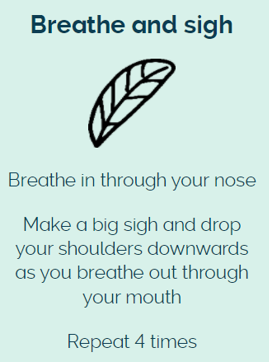 Breathe and sigh
Breathe in through your nose
Make a big sigh and drop
your shoulders downwards
as you breathe out through
your mouth
Repeat 4 times